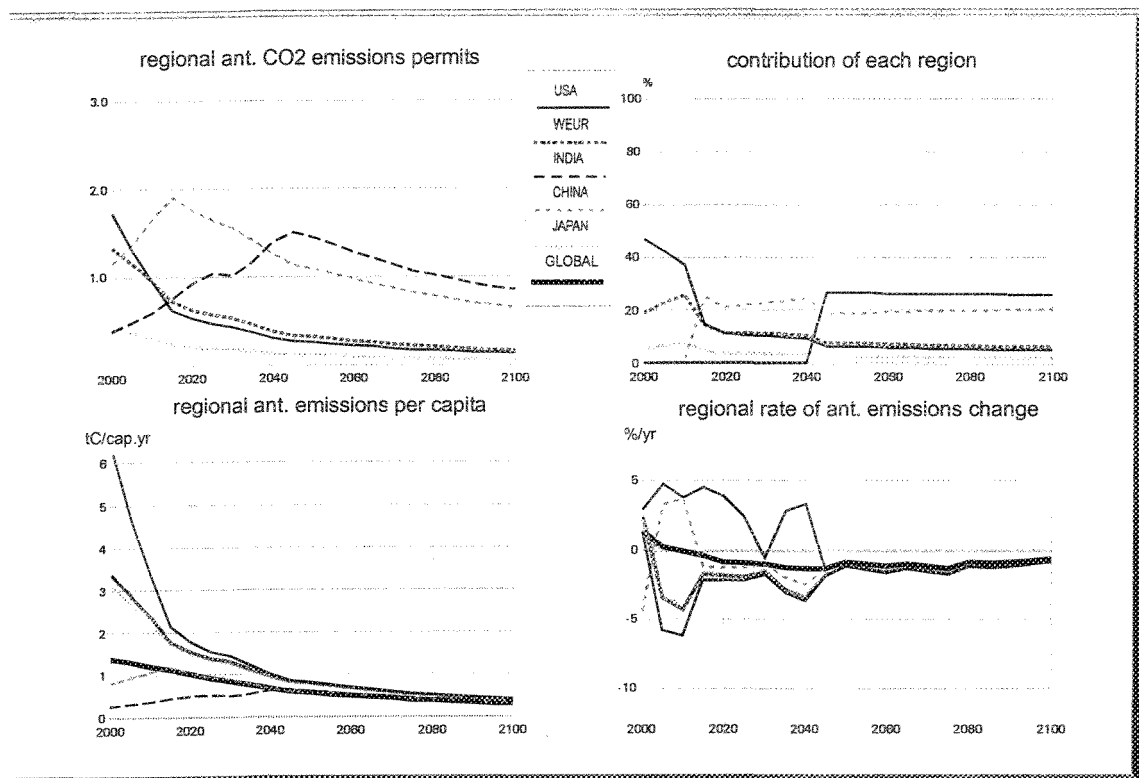 regional ant. CO2 emissions permits
3.0
2.0
1.0
2000 2020 2040 2060 2080 2100
USA
WEUR
INDIA
CHINA
JAPAN
GLOBAL
contribution of each region
%
100
80
60
40
20
0
2000 2020 2040 2060 2080 2100
regional ant. emissions per capita
tC/cap.yr
6
5
4
3
2
1
0
2000 2020 2040 2060 2080 2100
regional rate of ant. emissions change
%/yr
5
0
-5
-10
2000 2020 2040 2060 2080 2100